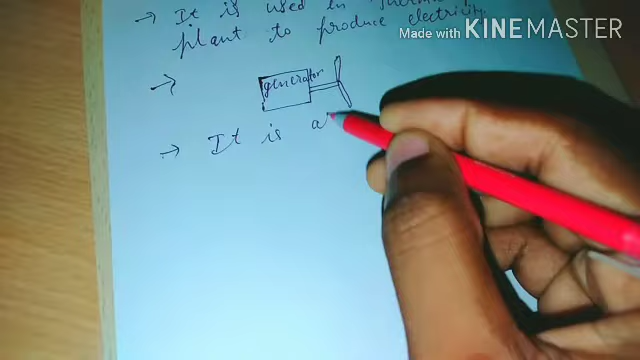 Made with KINEMASTER
→ It is used in
plant to produce electricity
→ generator
→ It is a